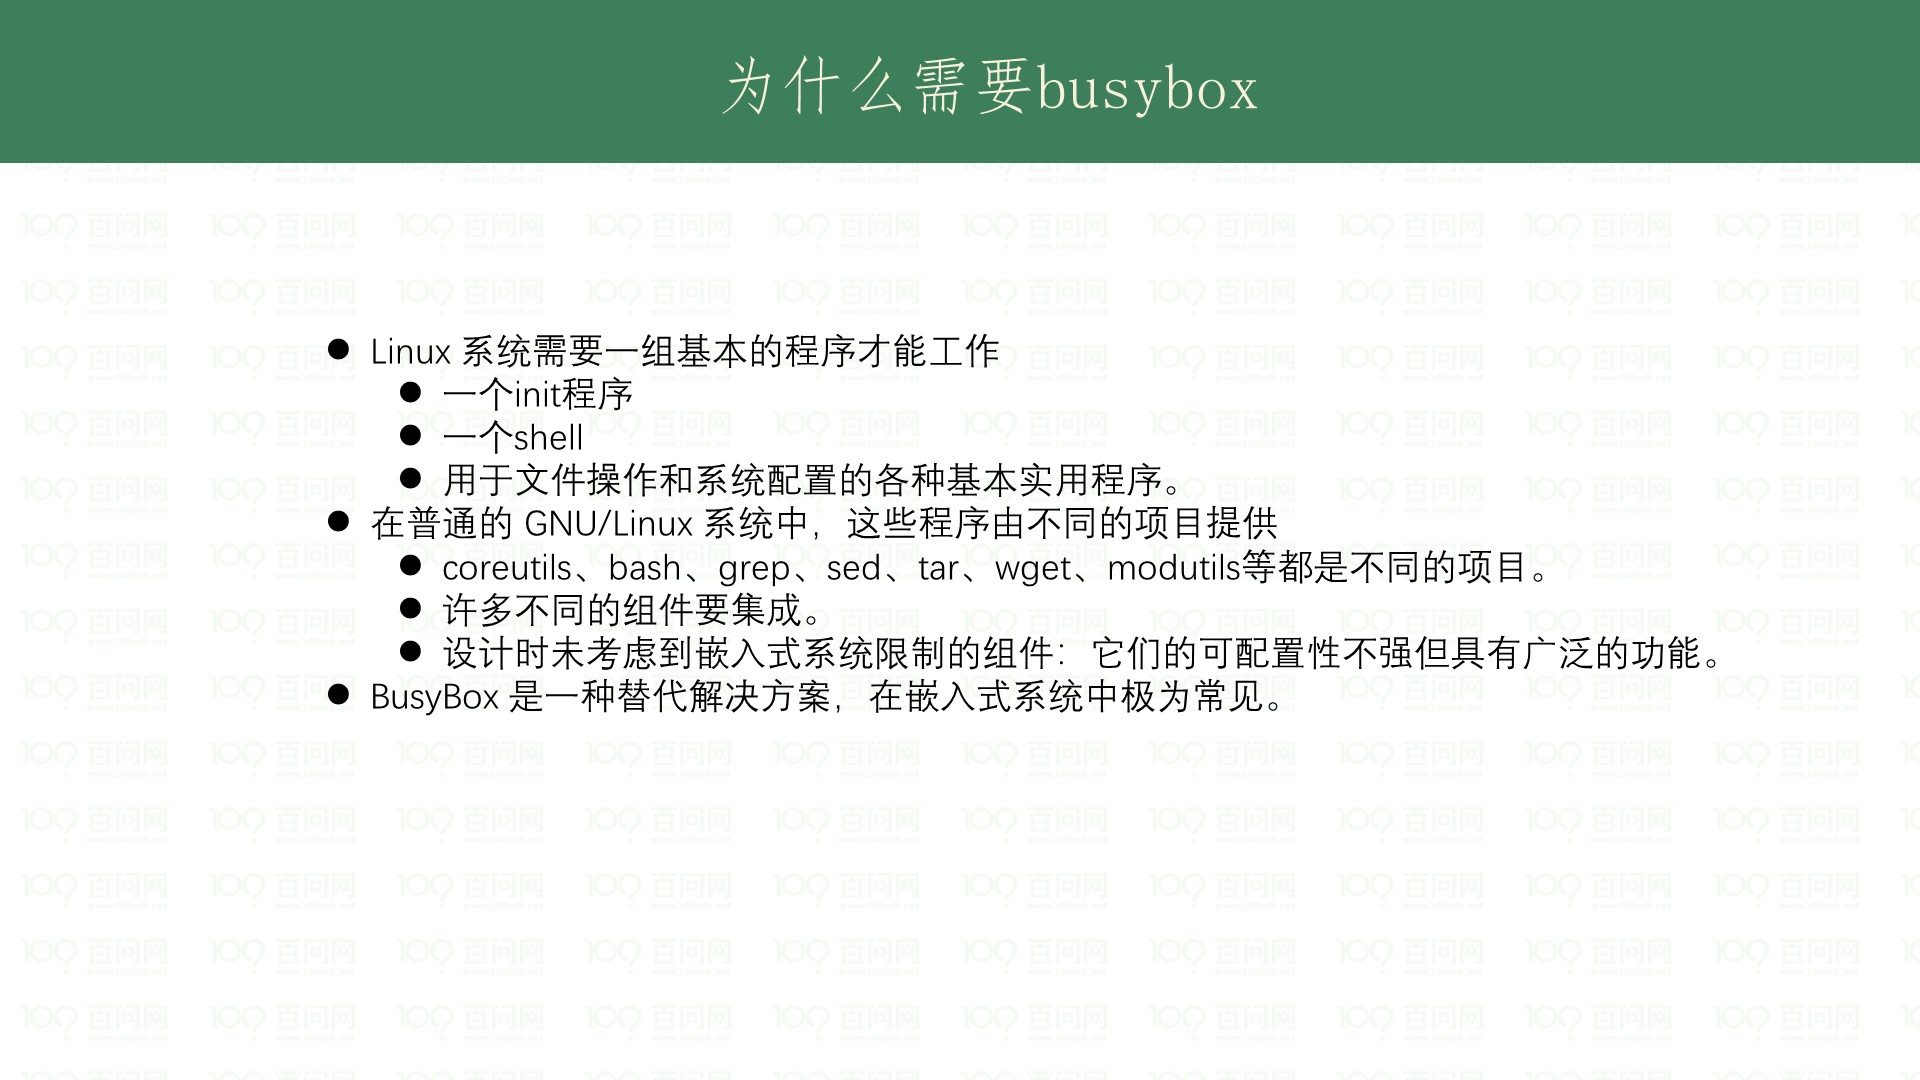 为什么需要busybox
Linux 系统需要一组基本的程序才能工作
一个init程序
一个shell
用于文件操作和系统配置的各种基本实用程序。
在普通的 GNU/Linux 系统中，这些程序由不同的项目提供
coreutils、bash、grep、sed、tar、wget、modutils等都是不同的项目。
许多不同的组件要集成。
设计时未考虑到嵌入式系统限制的组件：它们的可配置性不强但具有广泛的功能。
BusyBox 是一种替代解决方案，在嵌入式系统中极为常见。